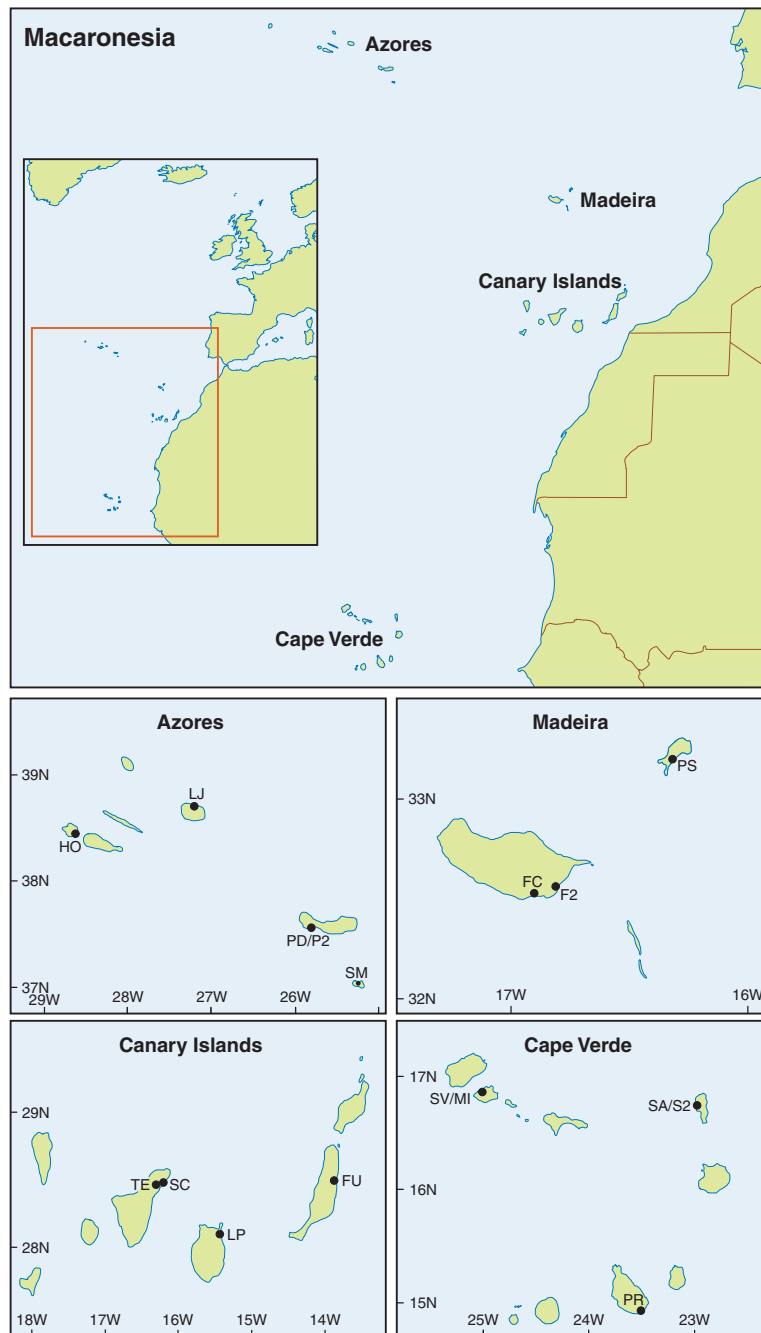 Macaronesia
Azores
Madeira
Canary Islands
Cape Verde
Azores
39N
LJ
HO
38N
PD/P2
SM
37N
29W 28W 27W 26W
Madeira
PS
33N
FC
F2
32N
17W 16W
Canary Islands
29N
TE SC
FU
LP
28N
18W 17W 16W 15W 14W
Cape Verde
17N
SV/MI
SA/S2
16N
PR
15N
25W 24W 23W